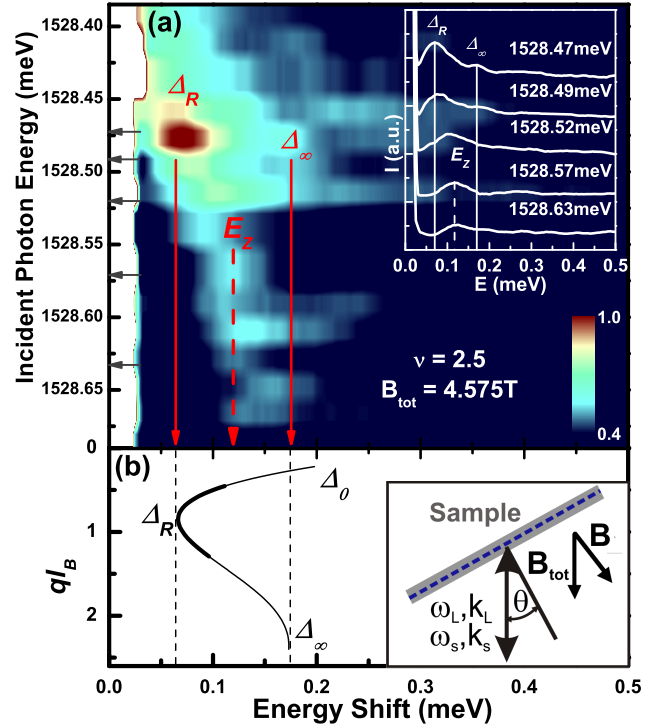 (a)
Incident Photon Energy (meV)
1528.40
1528.45
1528.50
1528.55
1528.60
1528.65
0
Δ_R
Δ_∞
E_z
Δ_R
Δ_∞
1528.47meV
1528.49meV
1528.52meV
E_z
1528.57meV
1528.63meV
I (a.u.)
0.0 0.1 0.2 0.3 0.4 0.5
E (meV)
1.0
0.4
ν = 2.5
B_tot = 4.575T
(b)
ql_B
1
2
Δ_0
Δ_R
Δ_∞
Sample
B
B_tot
θ
ω_L,k_L
ω_s,k_s
0.0 0.1 0.2 0.3 0.4 0.5
Energy Shift (meV)